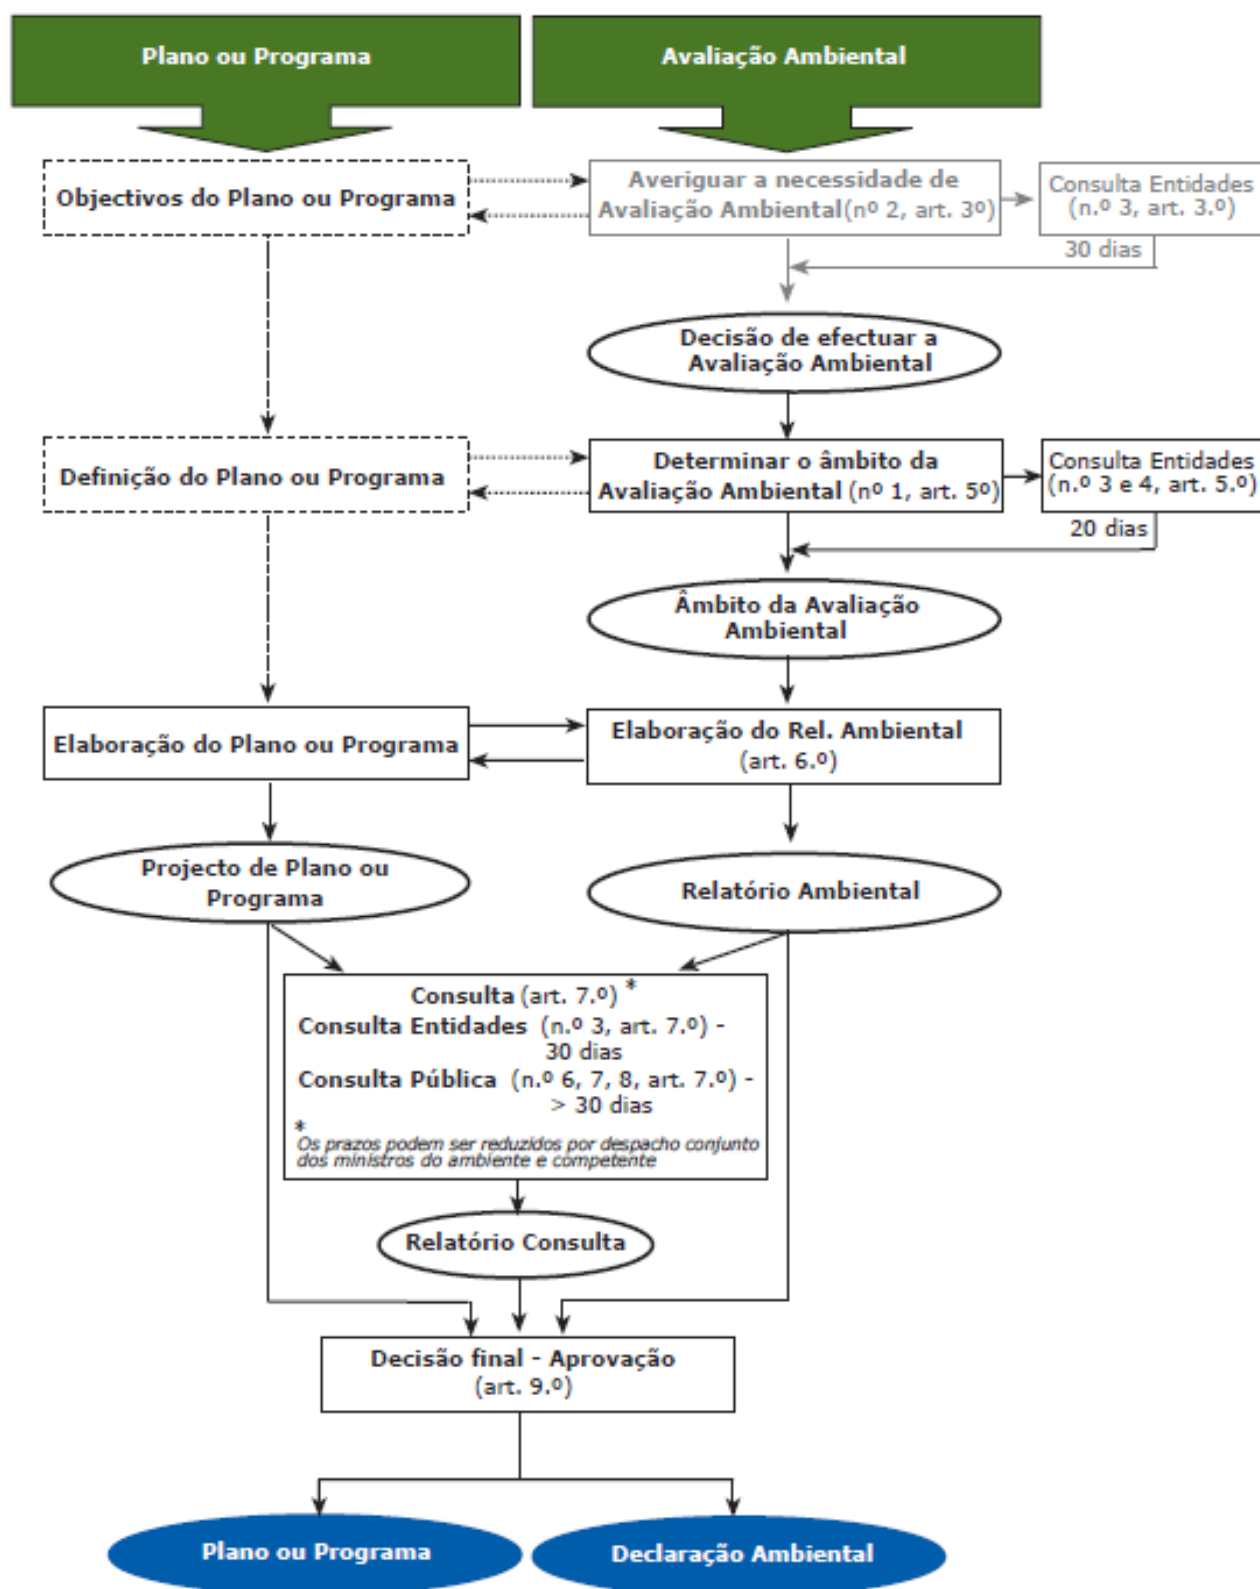 Plano ou Programa
Avaliação Ambiental
Objectivos do Plano ou Programa
Averiguar a necessidade de
Avaliação Ambiental(nº 2, art. 3º)
Consulta Entidades
(n.º 3, art. 3.º)
30 dias
Decisão de efectuar a
Avaliação Ambiental
Definição do Plano ou Programa
Determinar o âmbito da
Avaliação Ambiental (nº 1, art. 5º)
Consulta Entidades
(n.º 3 e 4, art. 5.º)
20 dias
Âmbito da Avaliação
Ambiental
Elaboração do Plano ou Programa
Elaboração do Rel. Ambiental
(art. 6.º)
Projecto de Plano ou
Programa
Relatório Ambiental
Consulta (art. 7.º) *
Consulta Entidades (n.º 3, art. 7.º) -
30 dias
Consulta Pública (n.º 6, 7, 8, art. 7.º) -
> 30 dias
*
Os prazos podem ser reduzidos por despacho conjunto
dos ministros do ambiente e competente
Relatório Consulta
Decisão final - Aprovação
(art. 9.º)
Plano ou Programa
Declaração Ambiental